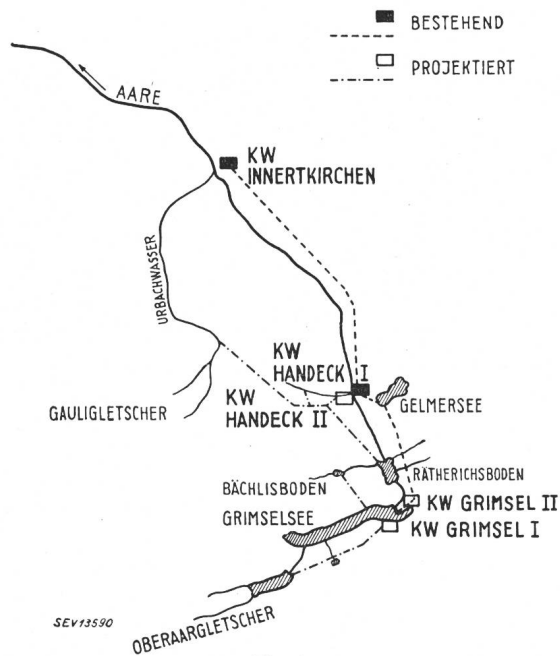 BESTEHEND
PROJEKTIERT
AARE
KW
INNERTKIRCHEN
URBACHWASSER
KW
HANDECK I
KW
HANDECK II
GELMERSEE
GAULIGLETSCHER
RÄTHERICHSBODEN
BÄCHLISBODEN
KW GRIMSEL II
GRIMSELSEE
KW GRIMSEL I
OBERAARGLETSCHER
SEV13590